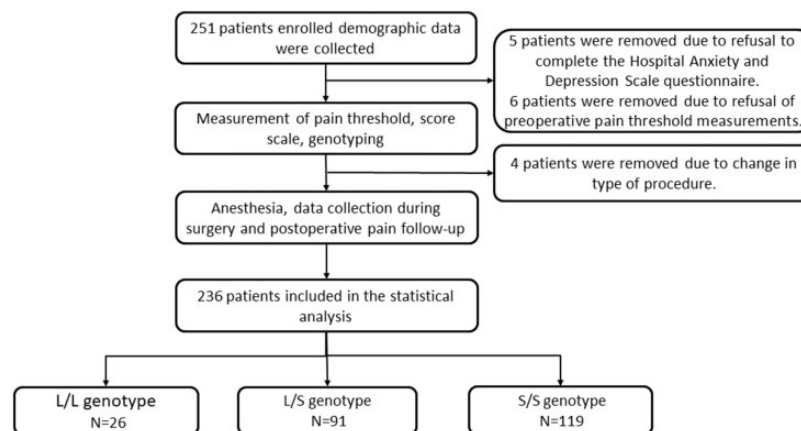 251 patients enrolled demographic data
were collected
5 patients were removed due to refusal to
complete the Hospital Anxiety and
Depression Scale questionnaire.
6 patients were removed due to refusal of
preoperative pain threshold measurements.
Measurement of pain threshold, score
scale, genotyping
4 patients were removed due to change in
type of procedure.
Anesthesia, data collection during
surgery and postoperative pain follow-up
236 patients included in the statistical
analysis
L/L genotype
N=26
L/S genotype
N=91
S/S genotype
N=119